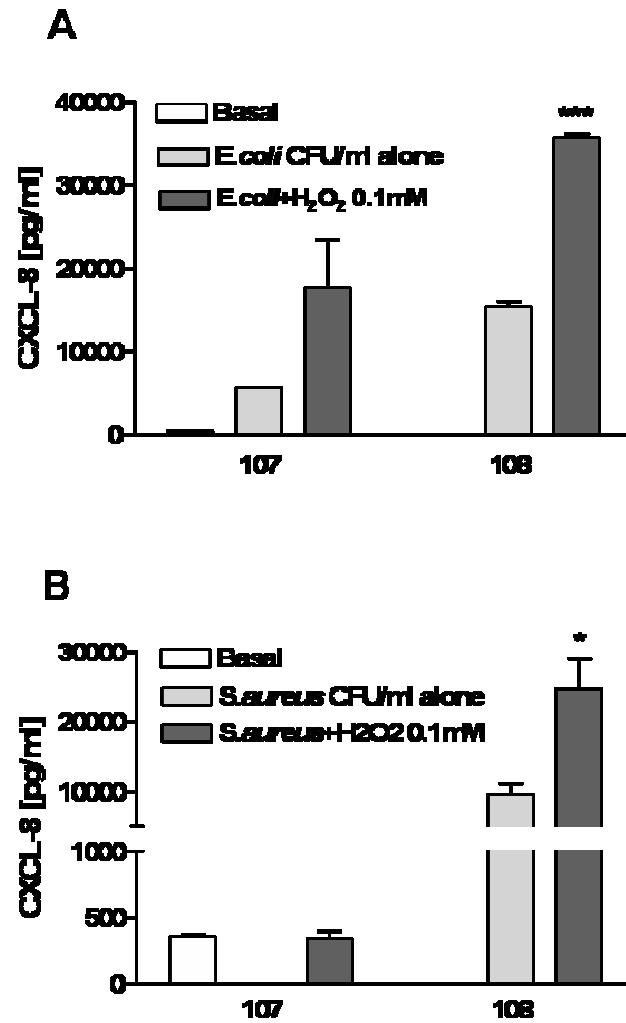 A
40000
Basal
***
E.coli CFU/ml alone
30000
E.coli+H₂O₂ 0.1mM
20000
10000
0
CXCL-8 [pg/ml]
107
108
B
30000
Basal
*
S.aureus CFU/ml alone
20000
S.aureus+H2O2 0.1mM
10000
1000
500
0
CXCL-8 [pg/ml]
107
108